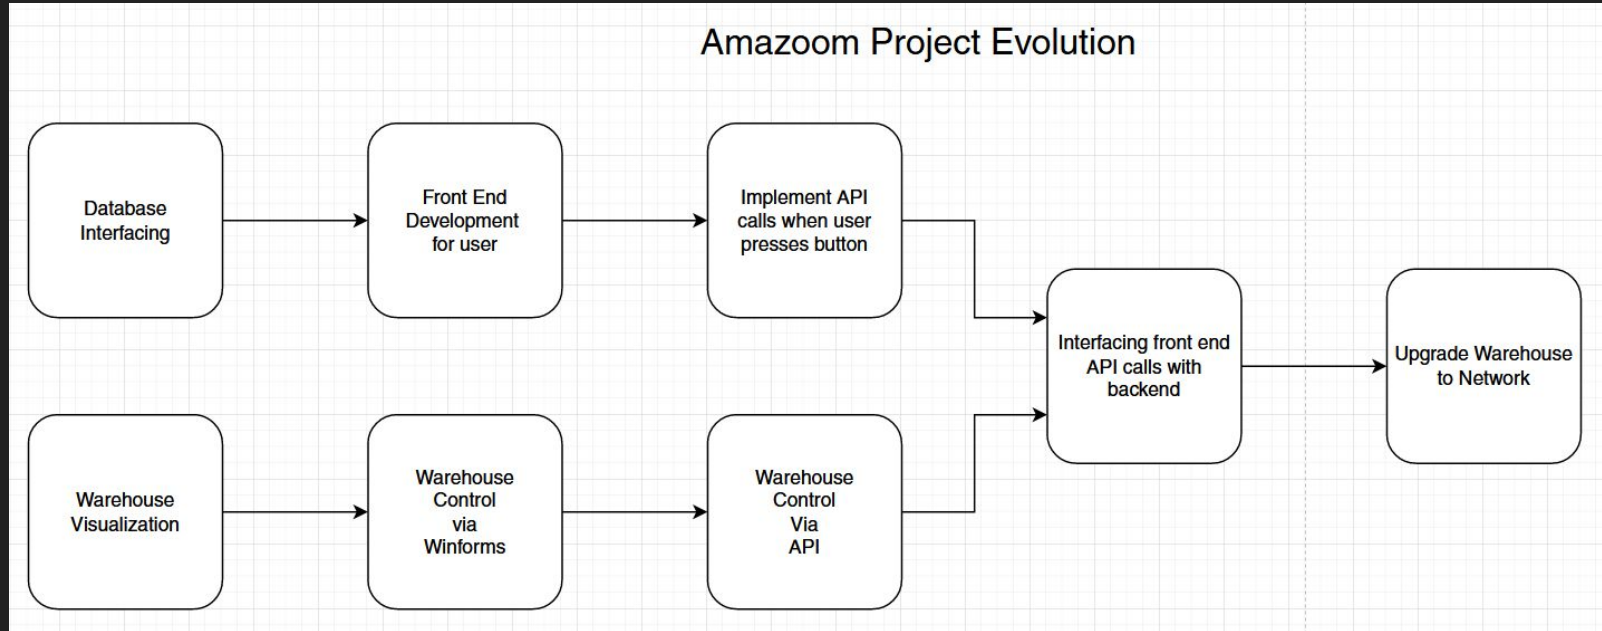 Amazoom Project Evolution
Database
Interfacing
Front End
Development
for user
Implement API
calls when user
presses button
Interfacing front end
API calls with
backend
Upgrade Warehouse
to Network
Warehouse
Visualization
Warehouse
Control
via
Winforms
Warehouse
Control
Via
API